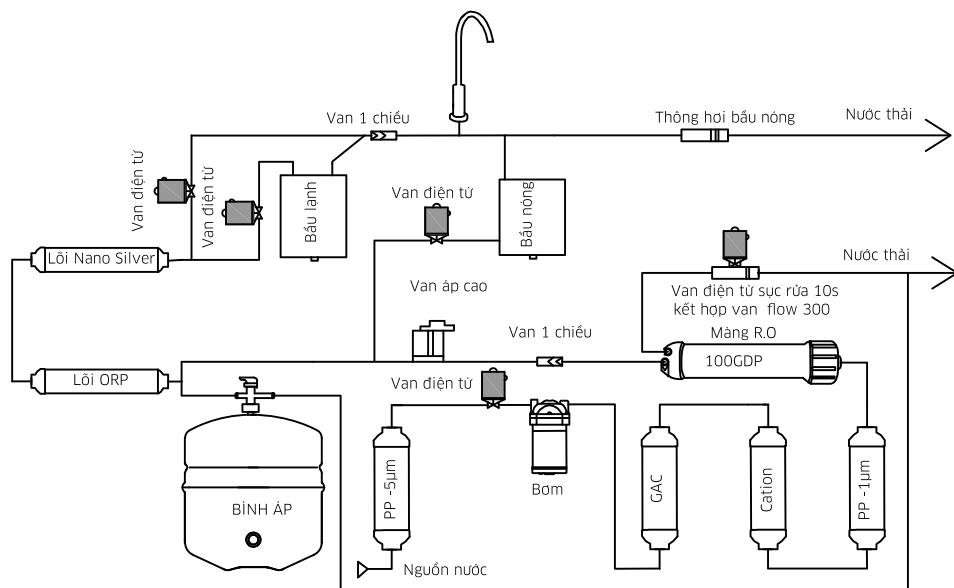 Van 1 chiều
Thông hơi bầu nóng
Nước thải
Van điện từ
Van điện từ
Bầu lạnh
Van điện từ
Bầu nóng
Lõi Nano Silver
Nước thải
Van áp cao
Van điện từ sục rửa 10s
kết hợp van flow 300
Van 1 chiều
Màng R.O
100GDP
Lõi ORP
Van điện từ
PP -5µm
Bơm
GAC
Cation
PP -1µm
BÌNH ÁP
Nguồn nước